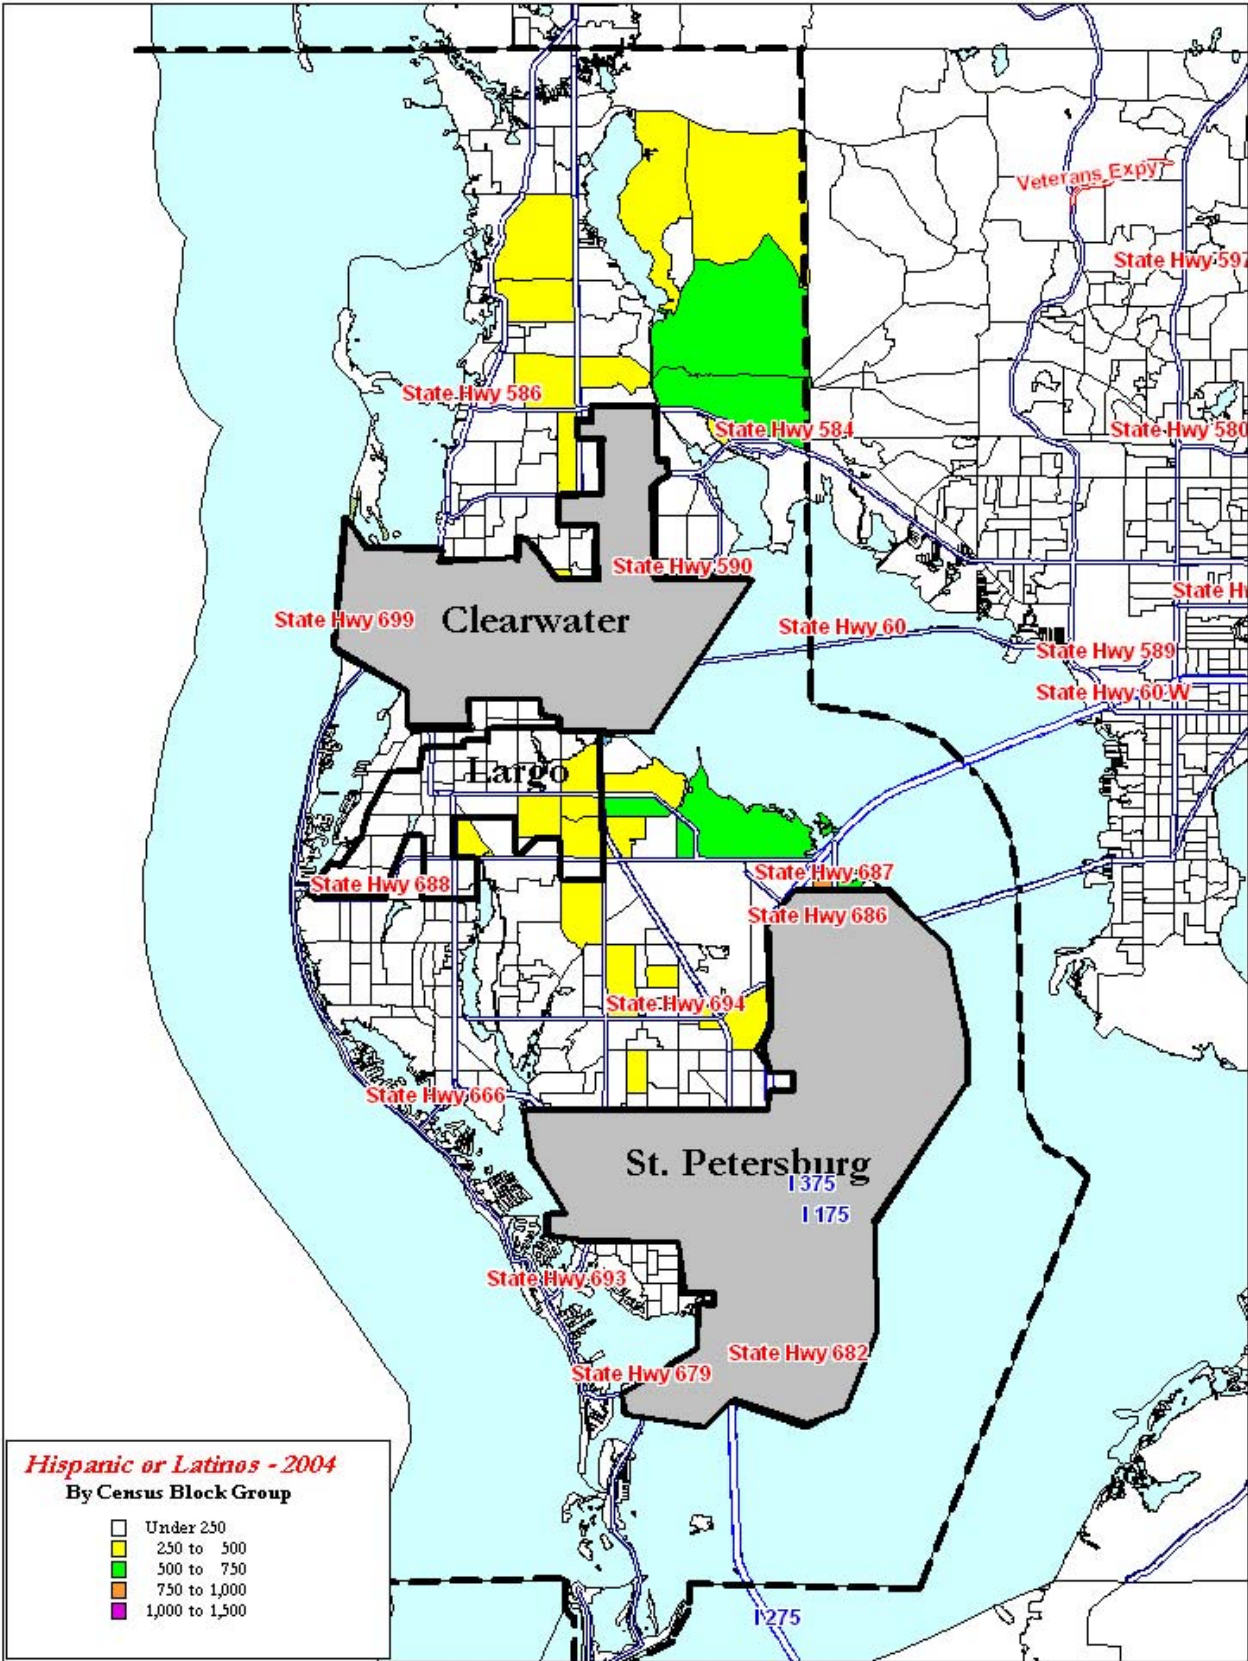 Veterans Expy
State Hwy 597
State Hwy 586
State Hwy 584
State Hwy 580
State Hwy 590
State H
State Hwy 699
Clearwater
State Hwy 60
State Hwy 589
State Hwy 60 W
Largo
State Hwy 688
State Hwy 687
State Hwy 686
State Hwy 694
State Hwy 666
St. Petersburg
I 375
I 175
State Hwy 693
State Hwy 682
State Hwy 679
Hispanic or Latinos - 2004
By Census Block Group
Under 250
250 to 500
500 to 750
750 to 1,000
1,000 to 1,500
I 275